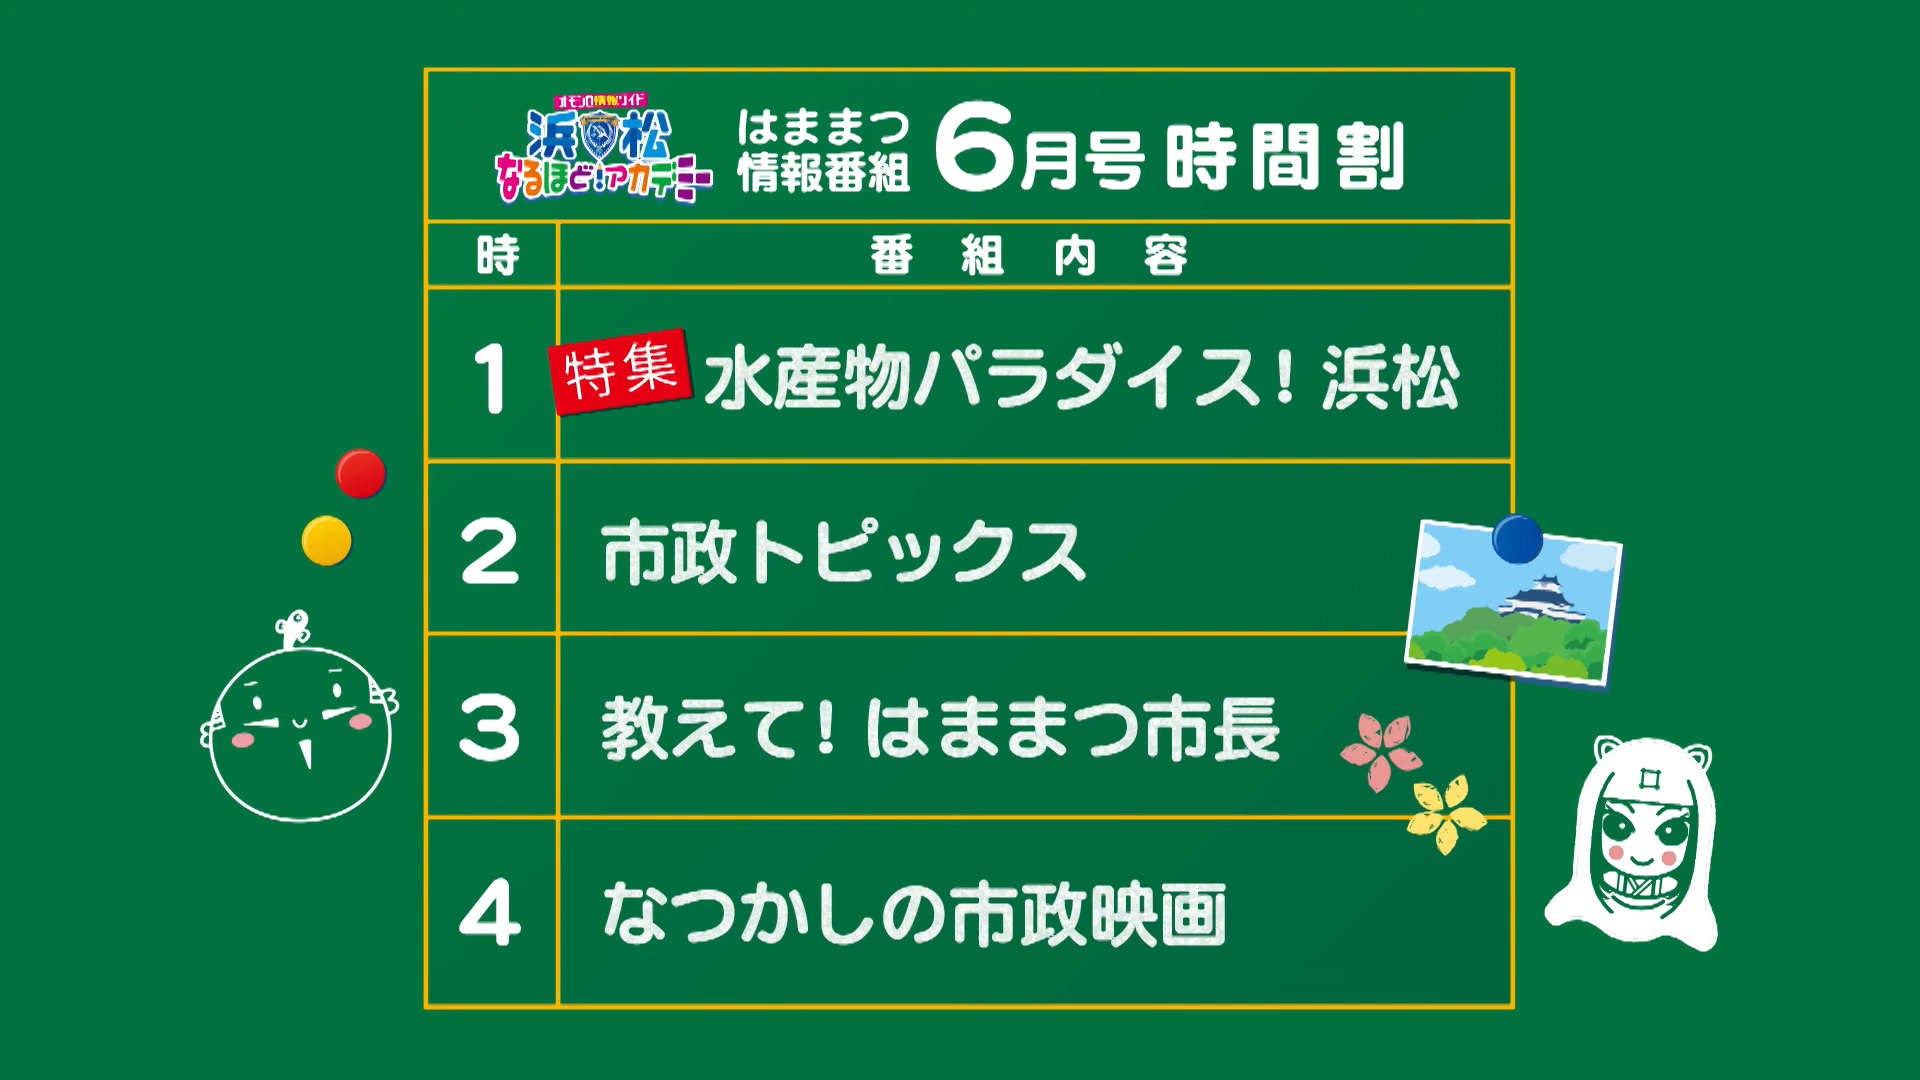 オモシロ情報ワイド
浜松
なるほど!アカデミー
はままつ
情報番組
6月号 時間割
時 番組内容
1 特集 水産物パラダイス! 浜松
2 市政トピックス
3 教えて! はままつ市長
4 なつかしの市政映画